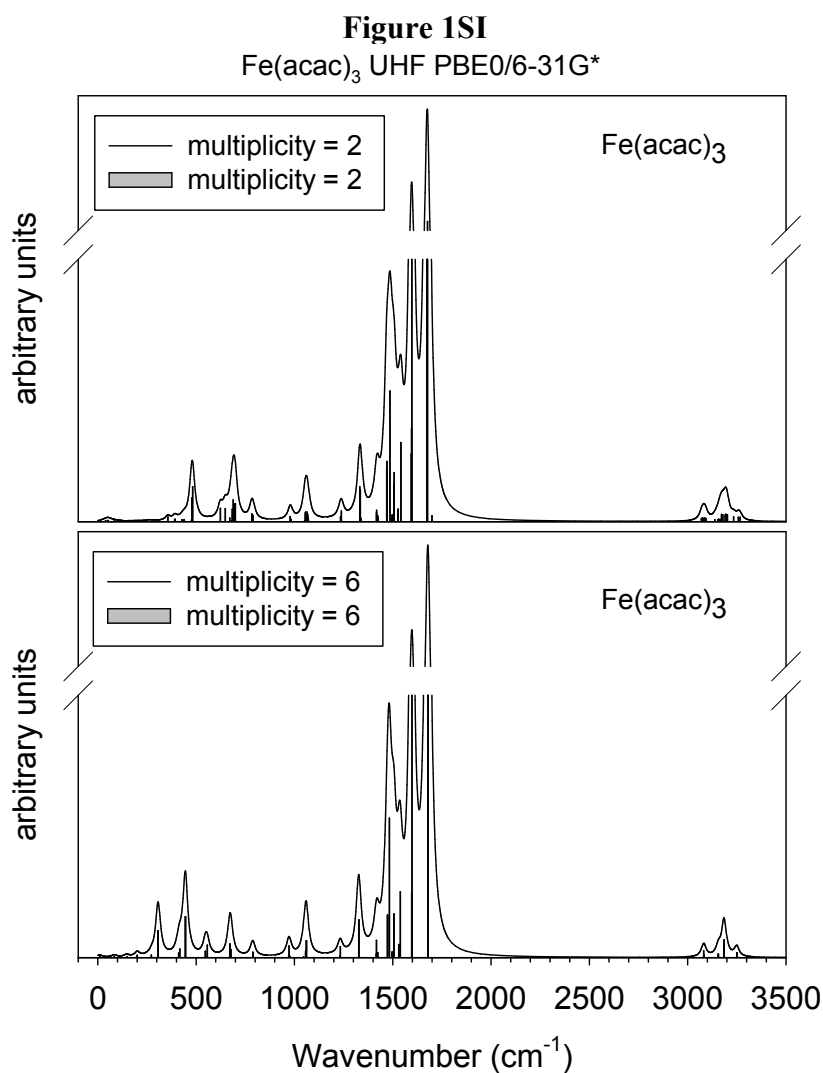 Figure 1SI
Fe(acac)₃ UHF PBE0/6-31G*
multiplicity = 2
multiplicity = 2
Fe(acac)₃
arbitrary units
multiplicity = 6
multiplicity = 6
Fe(acac)₃
arbitrary units
0 500 1000 1500 2000 2500 3000 3500
Wavenumber (cm⁻¹)